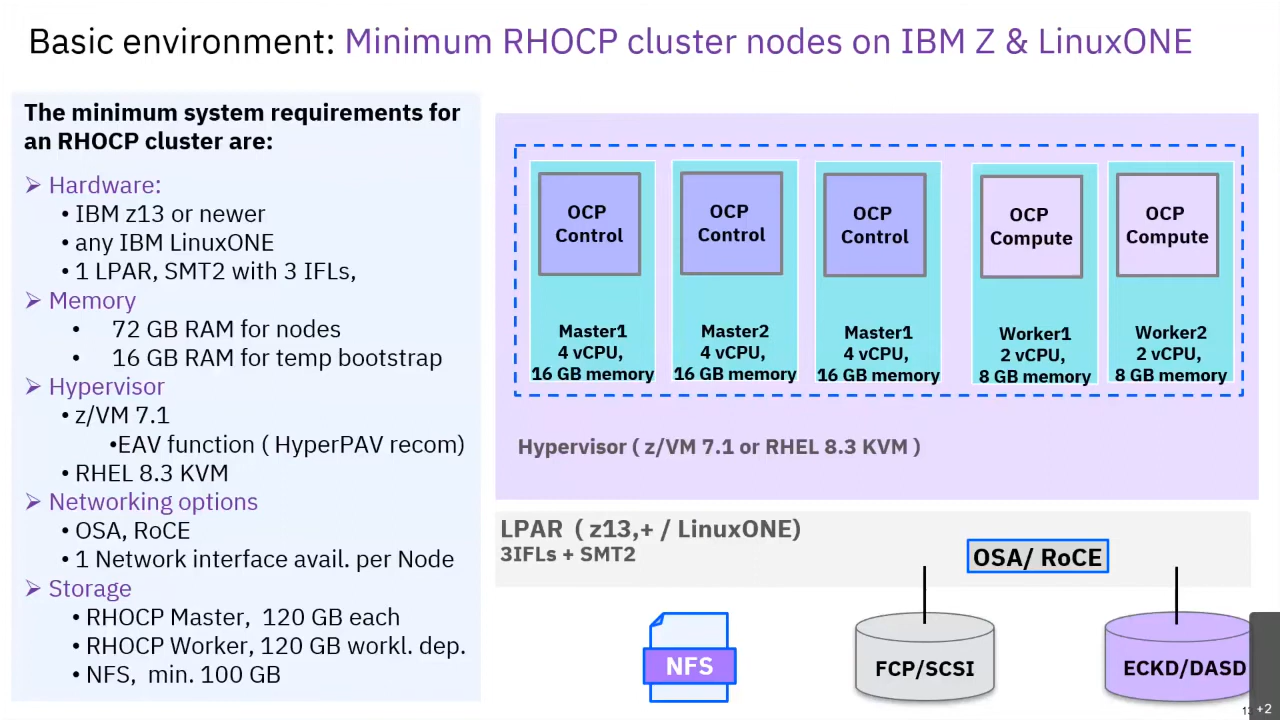 Basic environment: Minimum RHOCP cluster nodes on IBM Z & LinuxONE
The minimum system requirements for
an RHOCP cluster are:
➢ Hardware:
• IBM z13 or newer
• any IBM LinuxONE
• 1 LPAR, SMT2 with 3 IFLs,
➢ Memory
• 72 GB RAM for nodes
• 16 GB RAM for temp bootstrap
➢ Hypervisor
• z/VM 7.1
•EAV function ( HyperPAV recom)
• RHEL 8.3 KVM
➢ Networking options
• OSA, RoCE
• 1 Network interface avail. per Node
➢ Storage
• RHOCP Master, 120 GB each
• RHOCP Worker, 120 GB workl. dep.
• NFS, min. 100 GB
OCP
Control
Master1
4 vCPU,
16 GB memory
OCP
Control
Master2
4 vCPU,
16 GB memory
OCP
Control
Master1
4 vCPU,
16 GB memory
OCP
Compute
Worker1
2 vCPU,
8 GB memory
OCP
Compute
Worker2
2 vCPU,
8 GB memory
Hypervisor ( z/VM 7.1 or RHEL 8.3 KVM )
LPAR ( z13,+ / LinuxONE)
3IFLs + SMT2
OSA/ RoCE
NFS
FCP/SCSI
ECKD/DASD
+2